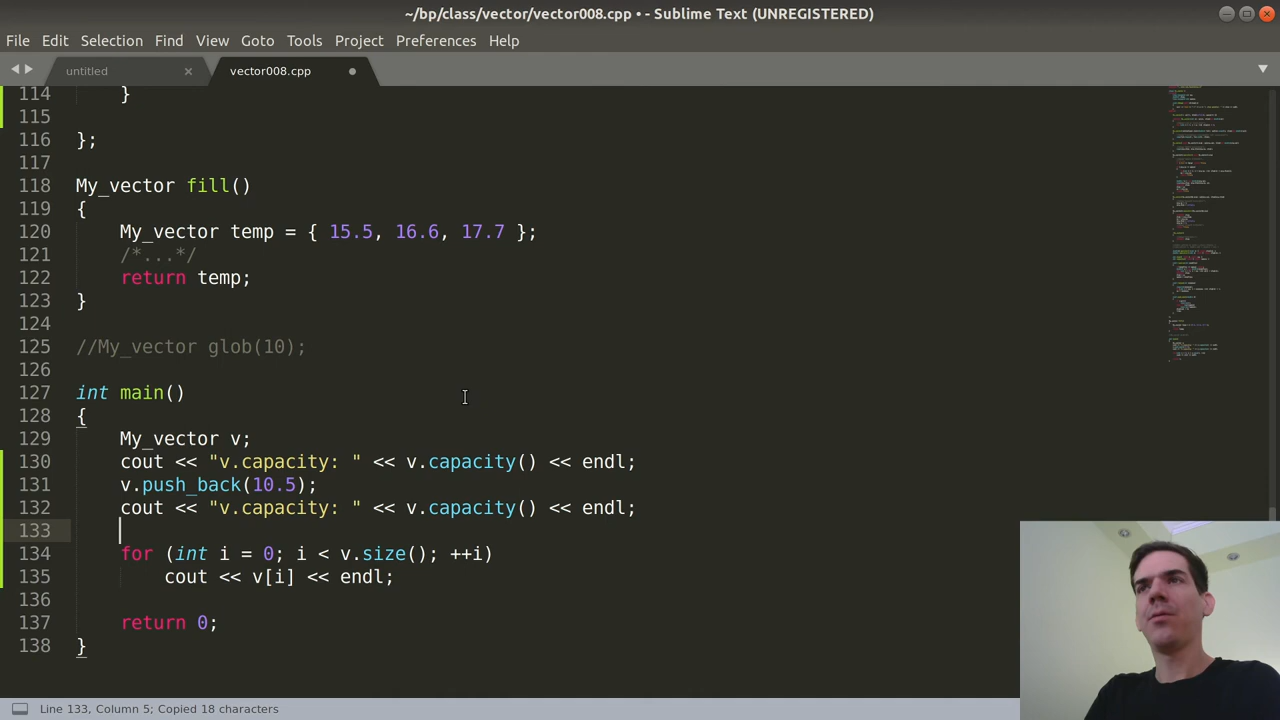 ~/bp/class/vector/vector008.cpp • - Sublime Text (UNREGISTERED)
File Edit Selection Find View Goto Tools Project Preferences Help
untitled vector008.cpp
114 }
115
116 };
117
118 My_vector fill()
119 {
120 My_vector temp = { 15.5, 16.6, 17.7 };
121 /*...*/
122 return temp;
123 }
124
125 //My_vector glob(10);
126
127 int main()
128 {
129 My_vector v;
130 cout << "v.capacity: " << v.capacity() << endl;
131 v.push_back(10.5);
132 cout << "v.capacity: " << v.capacity() << endl;
133
134 for (int i = 0; i < v.size(); ++i)
135 cout << v[i] << endl;
136
137 return 0;
138 }
Line 133, Column 5; Copied 18 characters